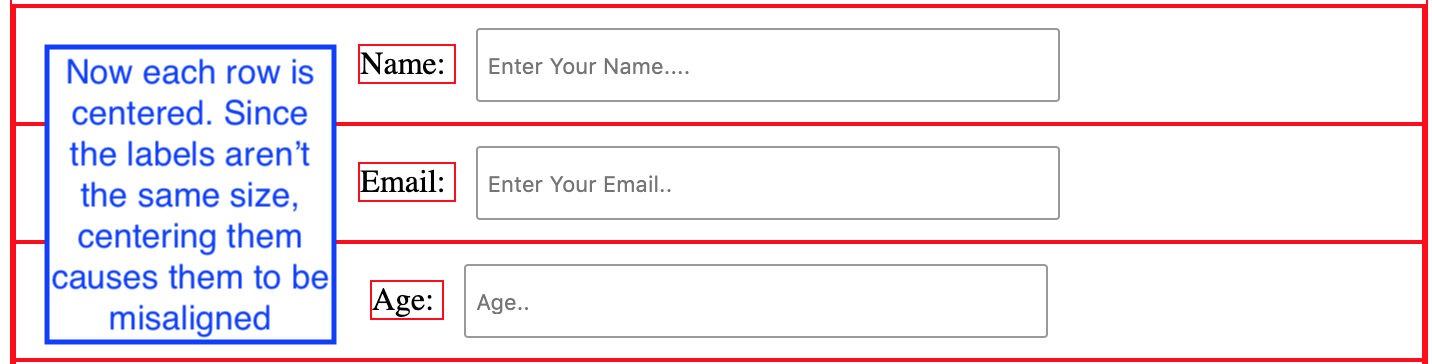 Now each row is
centered. Since
the labels aren’t
the same size,
centering them
causes them to be
misaligned
Name: Enter Your Name....
Email: Enter Your Email..
Age: Age..